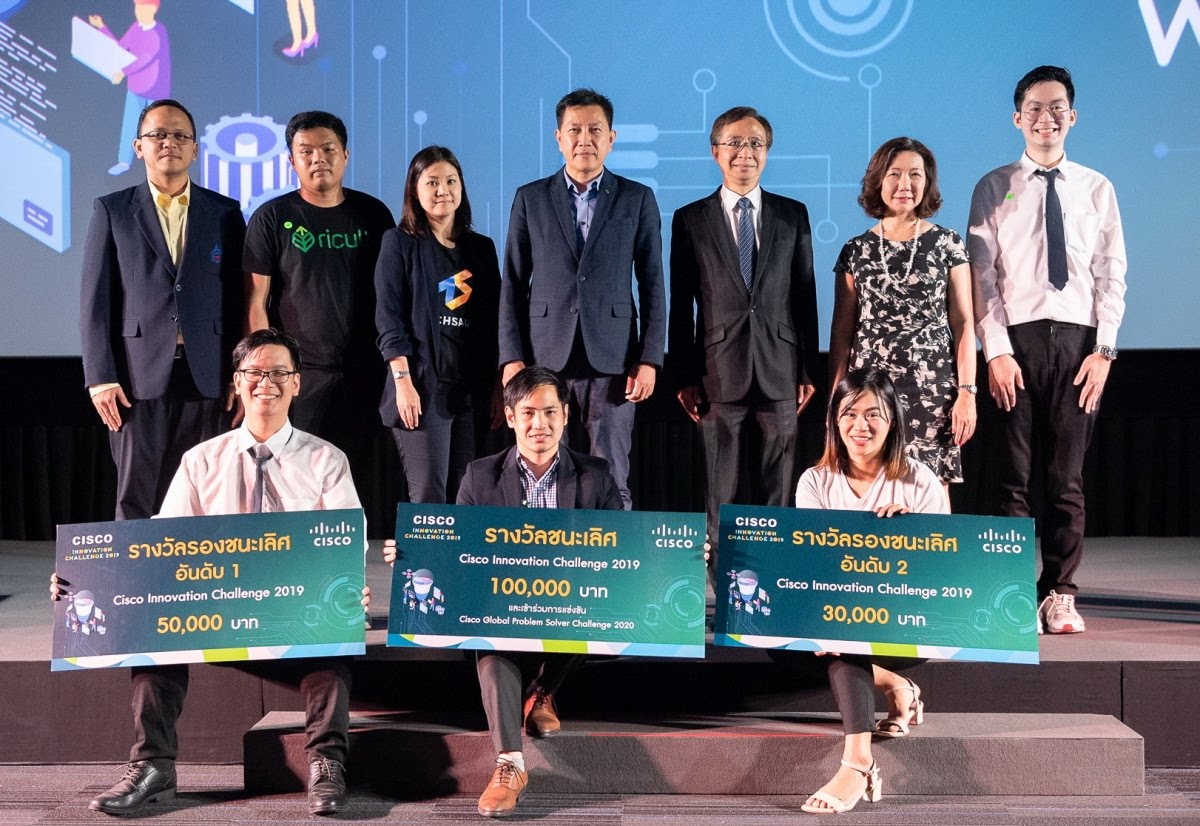 W
ricult
CISCO
INNOVATION
CHALLENGE 2019
รางวัลรองชนะเลิศ
อันดับ 1
Cisco Innovation Challenge 2019
50,000 บาท
CISCO
CISCO
INNOVATION
CHALLENGE 2019
รางวัลชนะเลิศ
Cisco Innovation Challenge 2019
100,000 บาท
และเข้าร่วมการแข่งขัน
Cisco Global Problem Solver Challenge 2020
CISCO
CISCO
INNOVATION
CHALLENGE 2019
รางวัลรองชนะเลิศ
อันดับ 2
Cisco Innovation Challenge 2019
30,000 บาท
CISCO